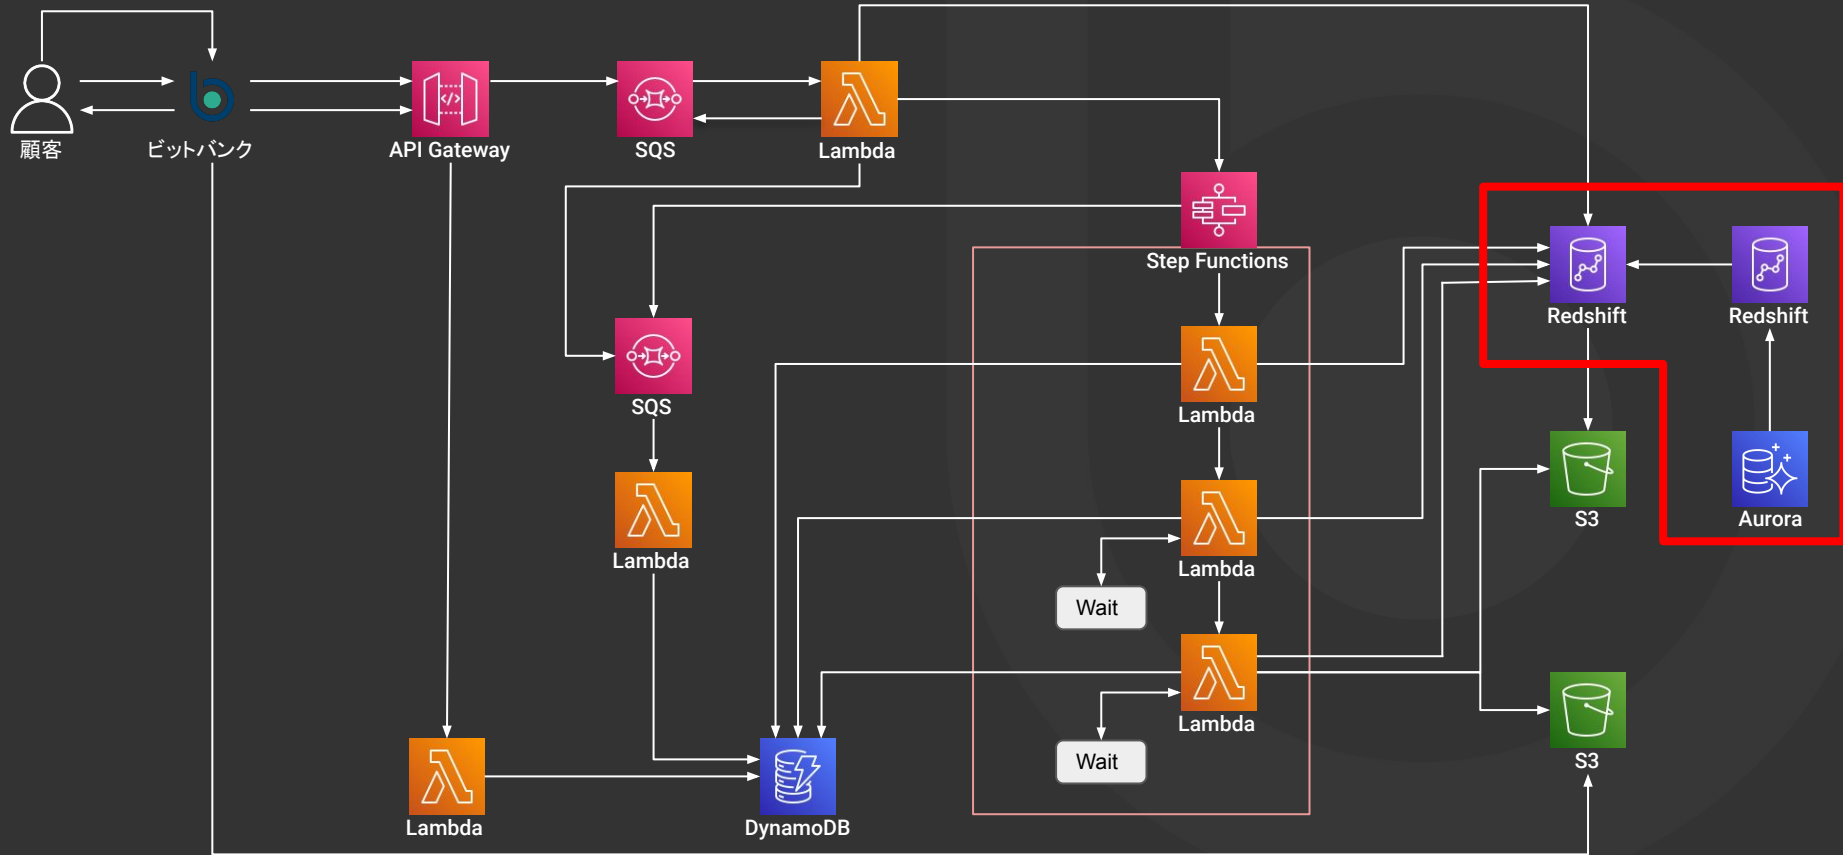 顧客
ビットバンク
API Gateway
SQS
Lambda
Step Functions
Redshift
Redshift
SQS
Lambda
Lambda
S3
Aurora
Lambda
Lambda
Wait
Lambda
Wait
S3
Lambda
DynamoDB